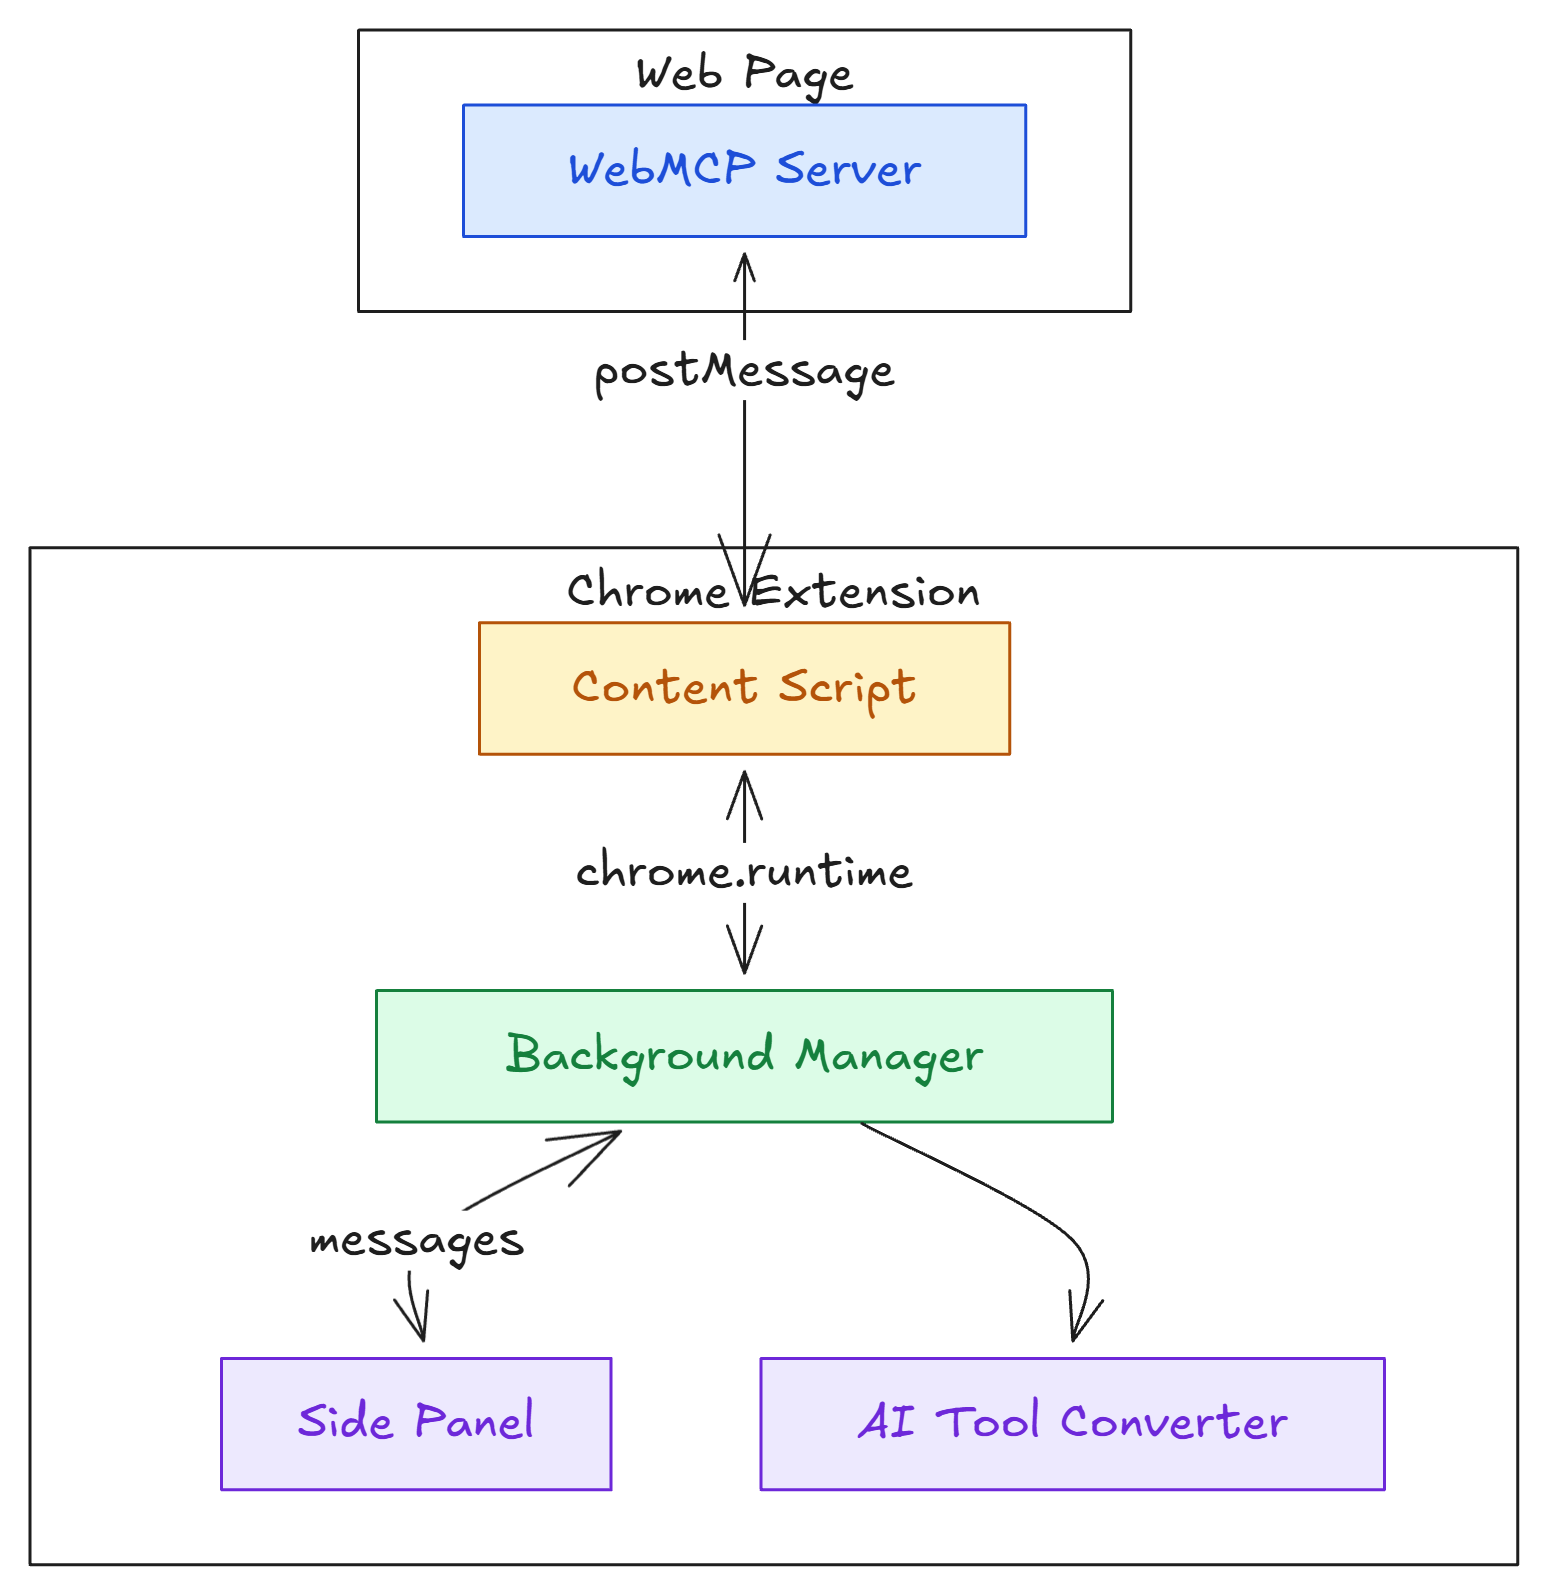 Web Page
WebMCP Server
postMessage
Chrome Extension
Content Script
chrome.runtime
Background Manager
messages
Side Panel
AI Tool Converter